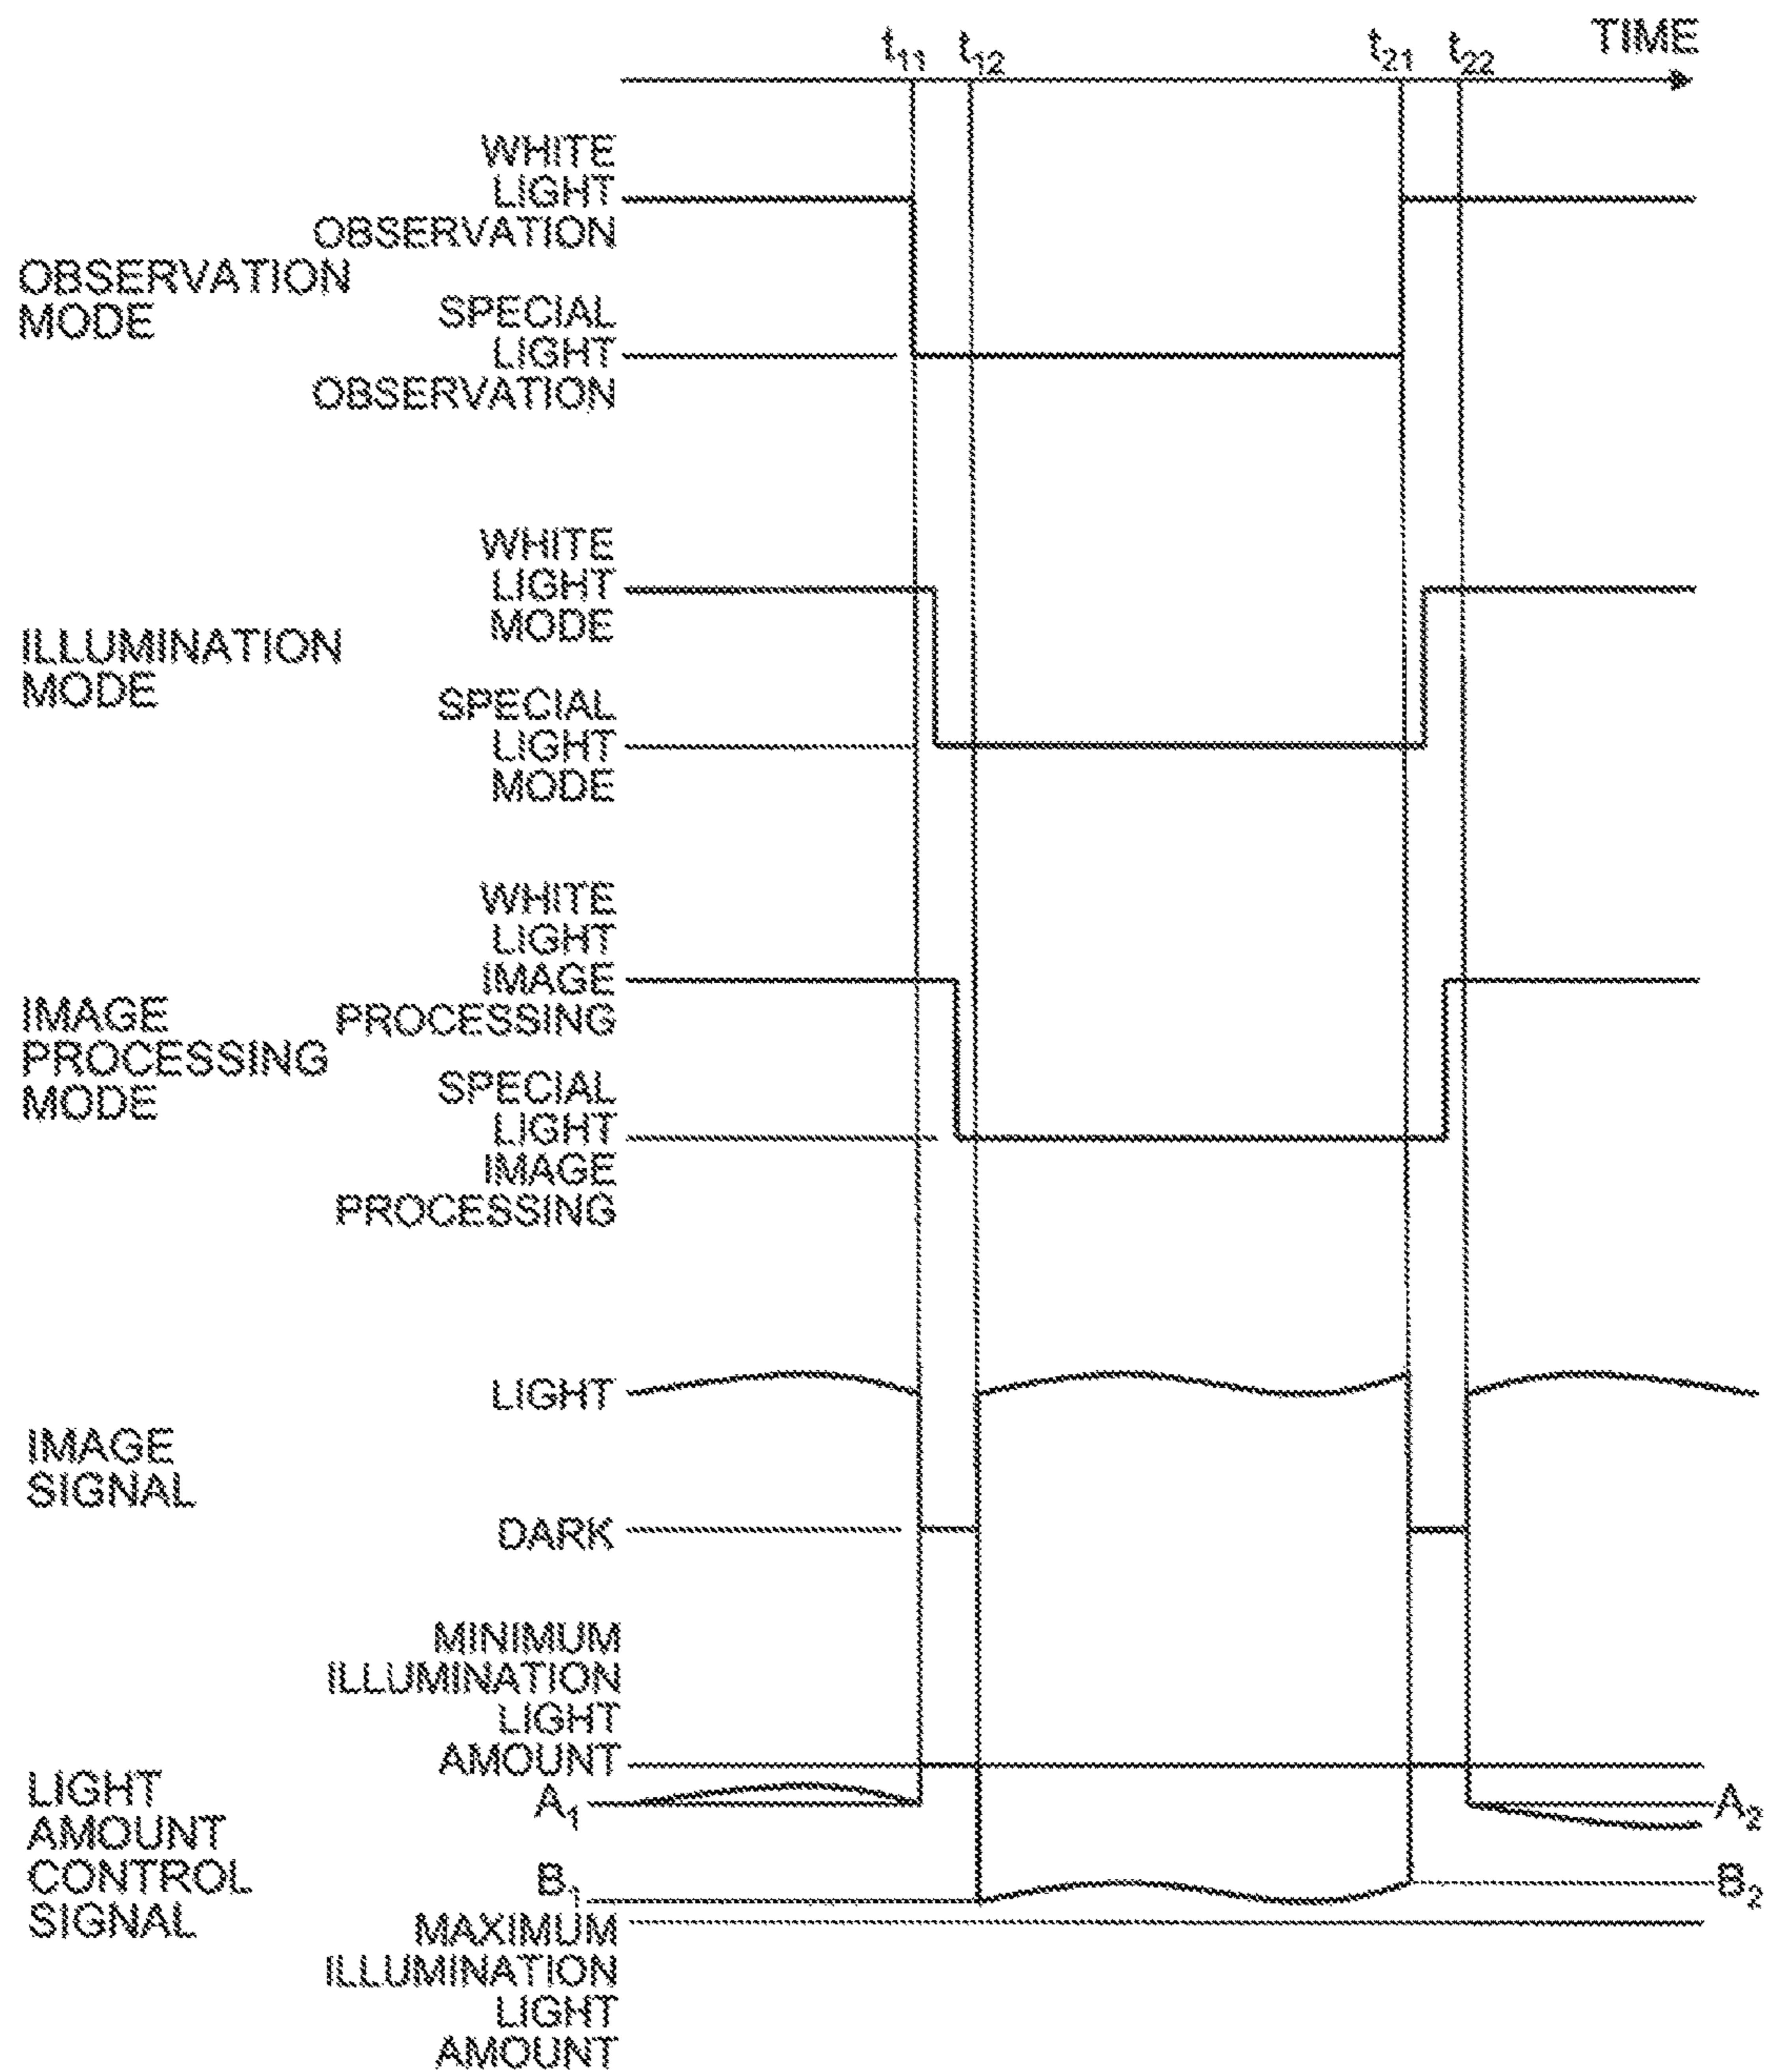 t11 t12 t21 t22 TIME
WHITE
LIGHT
OBSERVATION
OBSERVATION
MODE
SPECIAL
LIGHT
OBSERVATION
WHITE
LIGHT
MODE
ILLUMINATION
MODE
SPECIAL
LIGHT
MODE
WHITE
LIGHT
IMAGE
PROCESSING
IMAGE
PROCESSING
MODE
SPECIAL
LIGHT
IMAGE
PROCESSING
LIGHT
IMAGE
SIGNAL
DARK
MINIMUM
ILLUMINATION
LIGHT
AMOUNT
LIGHT
AMOUNT
CONTROL
SIGNAL
A1
A2
B1
B2
MAXIMUM
ILLUMINATION
LIGHT
AMOUNT